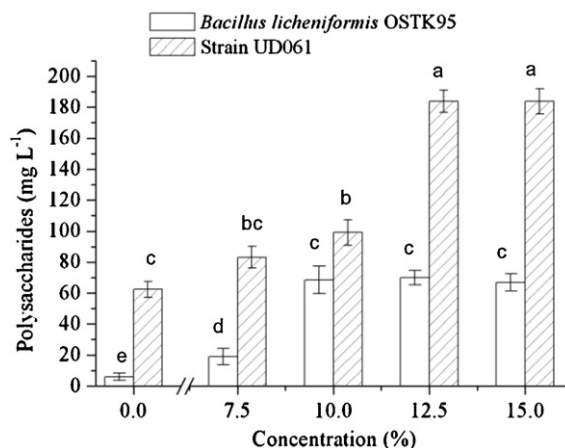 Bacillus licheniformis OSTK95
Strain UD061
Polysaccharides (mg L⁻¹)
200
180
160
140
120
100
80
60
40
20
0
e
c
d
bc
c
b
c
a
c
a
0.0
7.5
10.0
12.5
15.0
Concentration (%)